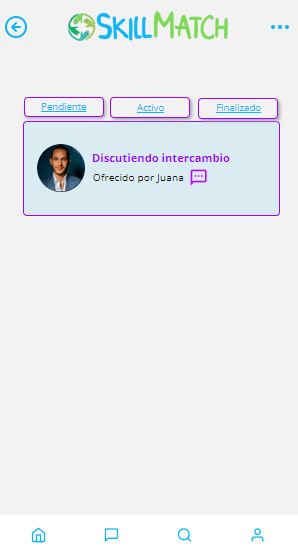 SKILLMATCH
Pendiente
Activo
Finalizado
Discutiendo intercambio
Ofrecido por Juana